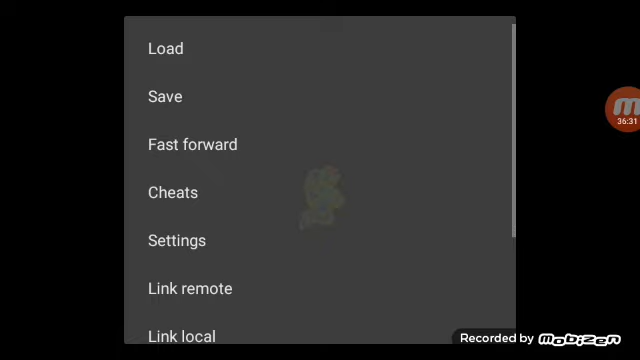 Load
Save
Fast forward
Cheats
Settings
Link remote
Link local
36:31
Recorded by Mobizen